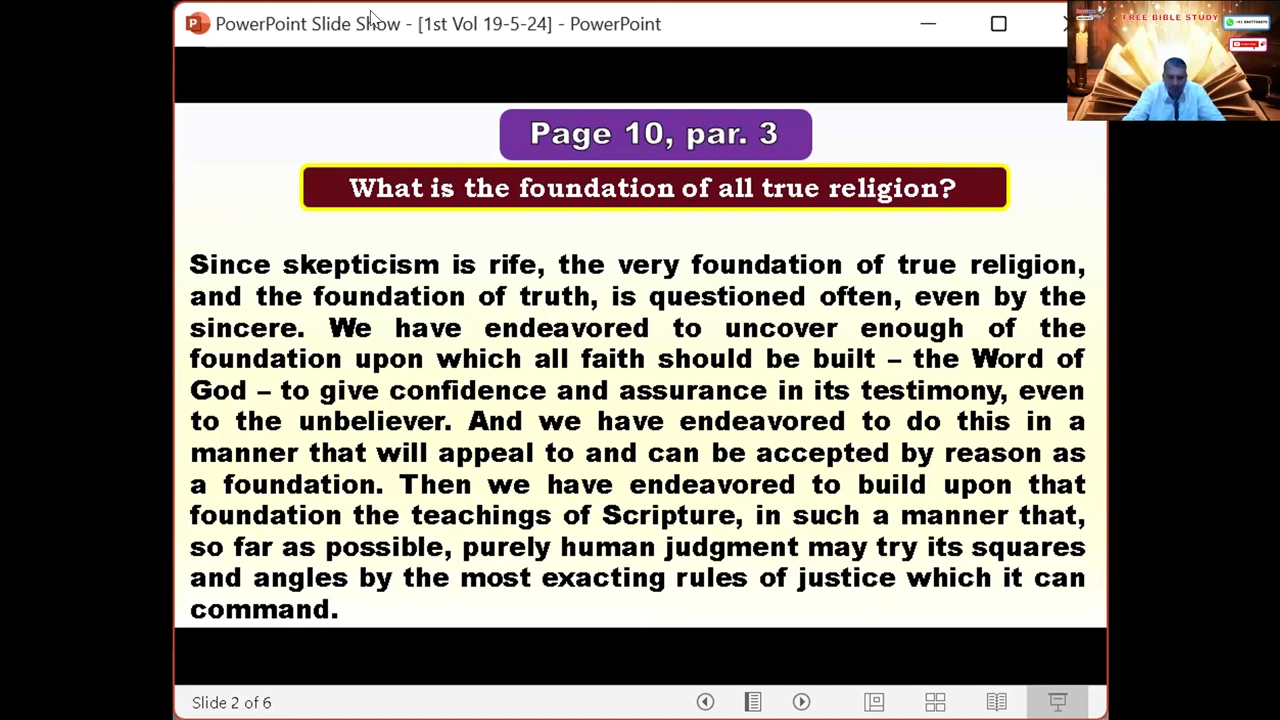 PowerPoint Slide Show - [1st Vol 19-5-24] - PowerPoint
FREE BIBLE STUDY
Page 10, par. 3
What is the foundation of all true religion?
Since skepticism is rife, the very foundation of true religion,
and the foundation of truth, is questioned often, even by the
sincere. We have endeavored to uncover enough of the
foundation upon which all faith should be built – the Word of
God – to give confidence and assurance in its testimony, even
to the unbeliever. And we have endeavored to do this in a
manner that will appeal to and can be accepted by reason as
a foundation. Then we have endeavored to build upon that
foundation the teachings of Scripture, in such a manner that,
so far as possible, purely human judgment may try its squares
and angles by the most exacting rules of justice which it can
command.
Slide 2 of 6